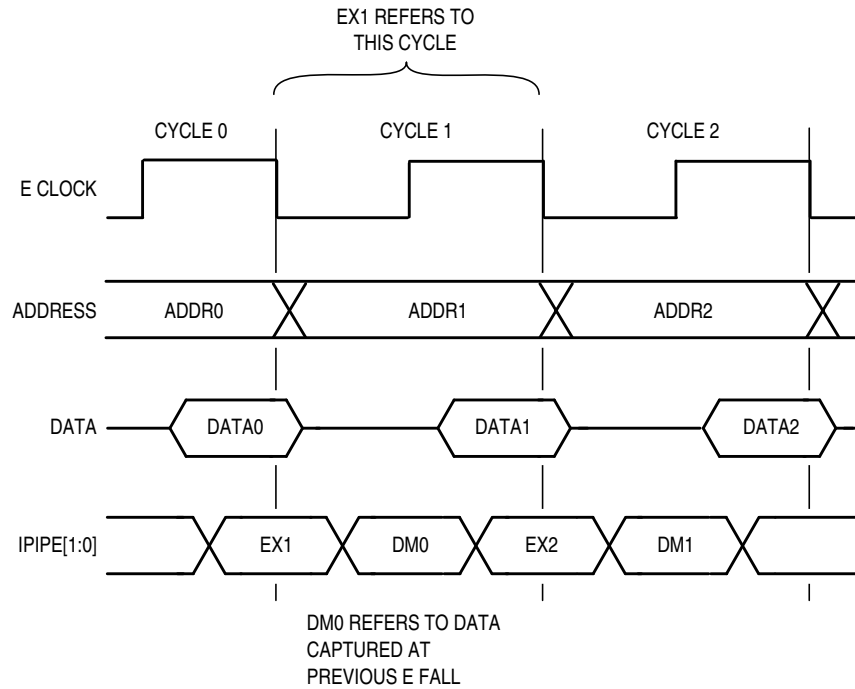 EX1 REFERS TO
THIS CYCLE
CYCLE 0
CYCLE 1
CYCLE 2
E CLOCK
ADDRESS
ADDR0
ADDR1
ADDR2
DATA
DATA0
DATA1
DATA2
IPIPE[1:0]
EX1
DM0
EX2
DM1
DM0 REFERS TO DATA
CAPTURED AT
PREVIOUS E FALL